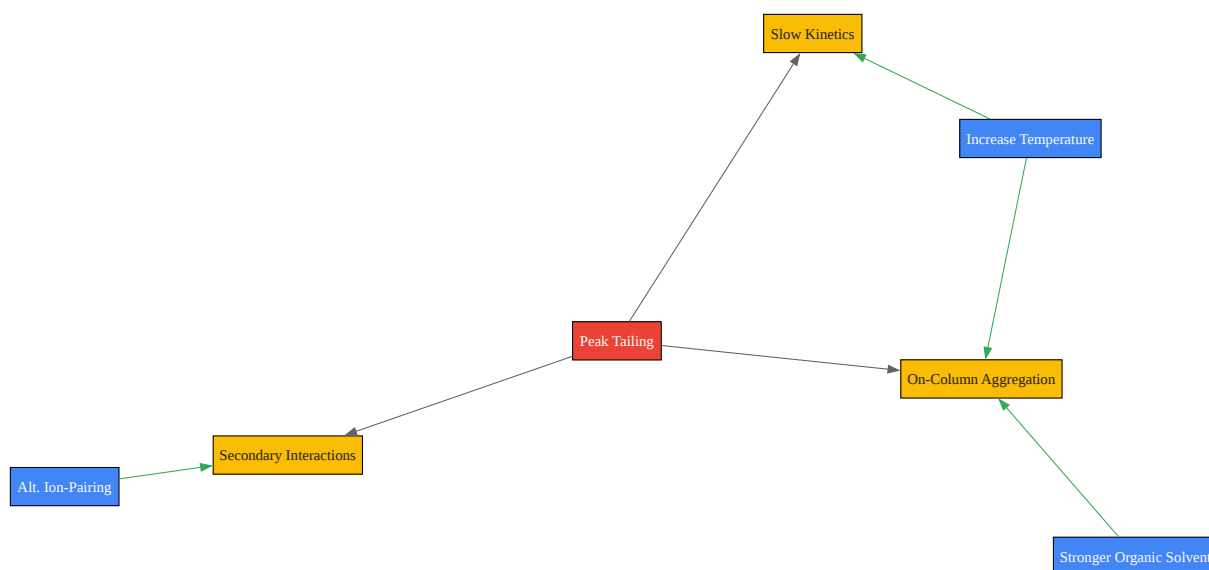 Slow Kinetics
Increase Temperature
Peak Tailing
On-Column Aggregation
Secondary Interactions
Alt. Ion-Pairing
Stronger Organic Solvent